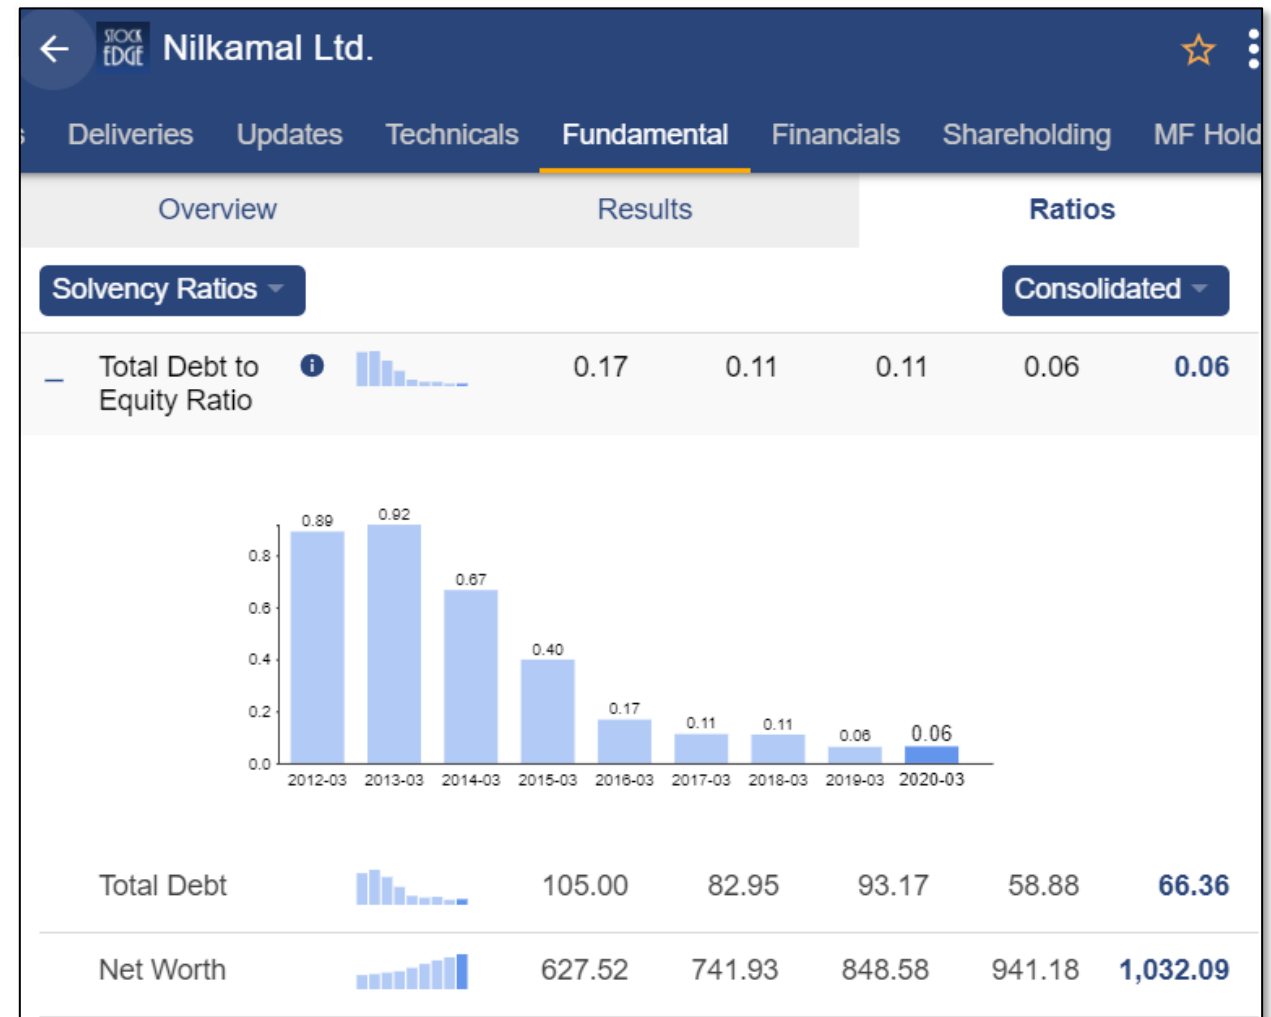 STOCK EDGE Nilkamal Ltd.
s Deliveries Updates Technicals Fundamental Financials Shareholding MF Hold
Overview Results Ratios
Solvency Ratios Consolidated
Total Debt to Equity Ratio i 0.17 0.11 0.11 0.06 0.06
0.89 0.92 0.67 0.40 0.17 0.11 0.11 0.06 0.06
0.8
0.6
0.4
0.2
0.0
2012-03 2013-03 2014-03 2015-03 2016-03 2017-03 2018-03 2019-03 2020-03
Total Debt 105.00 82.95 93.17 58.88 66.36
Net Worth 627.52 741.93 848.58 941.18 1,032.09